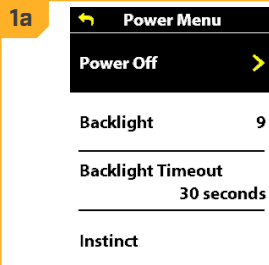 1a
Power Menu
Power Off
Backlight 9
Backlight Timeout
30 seconds
Instinct